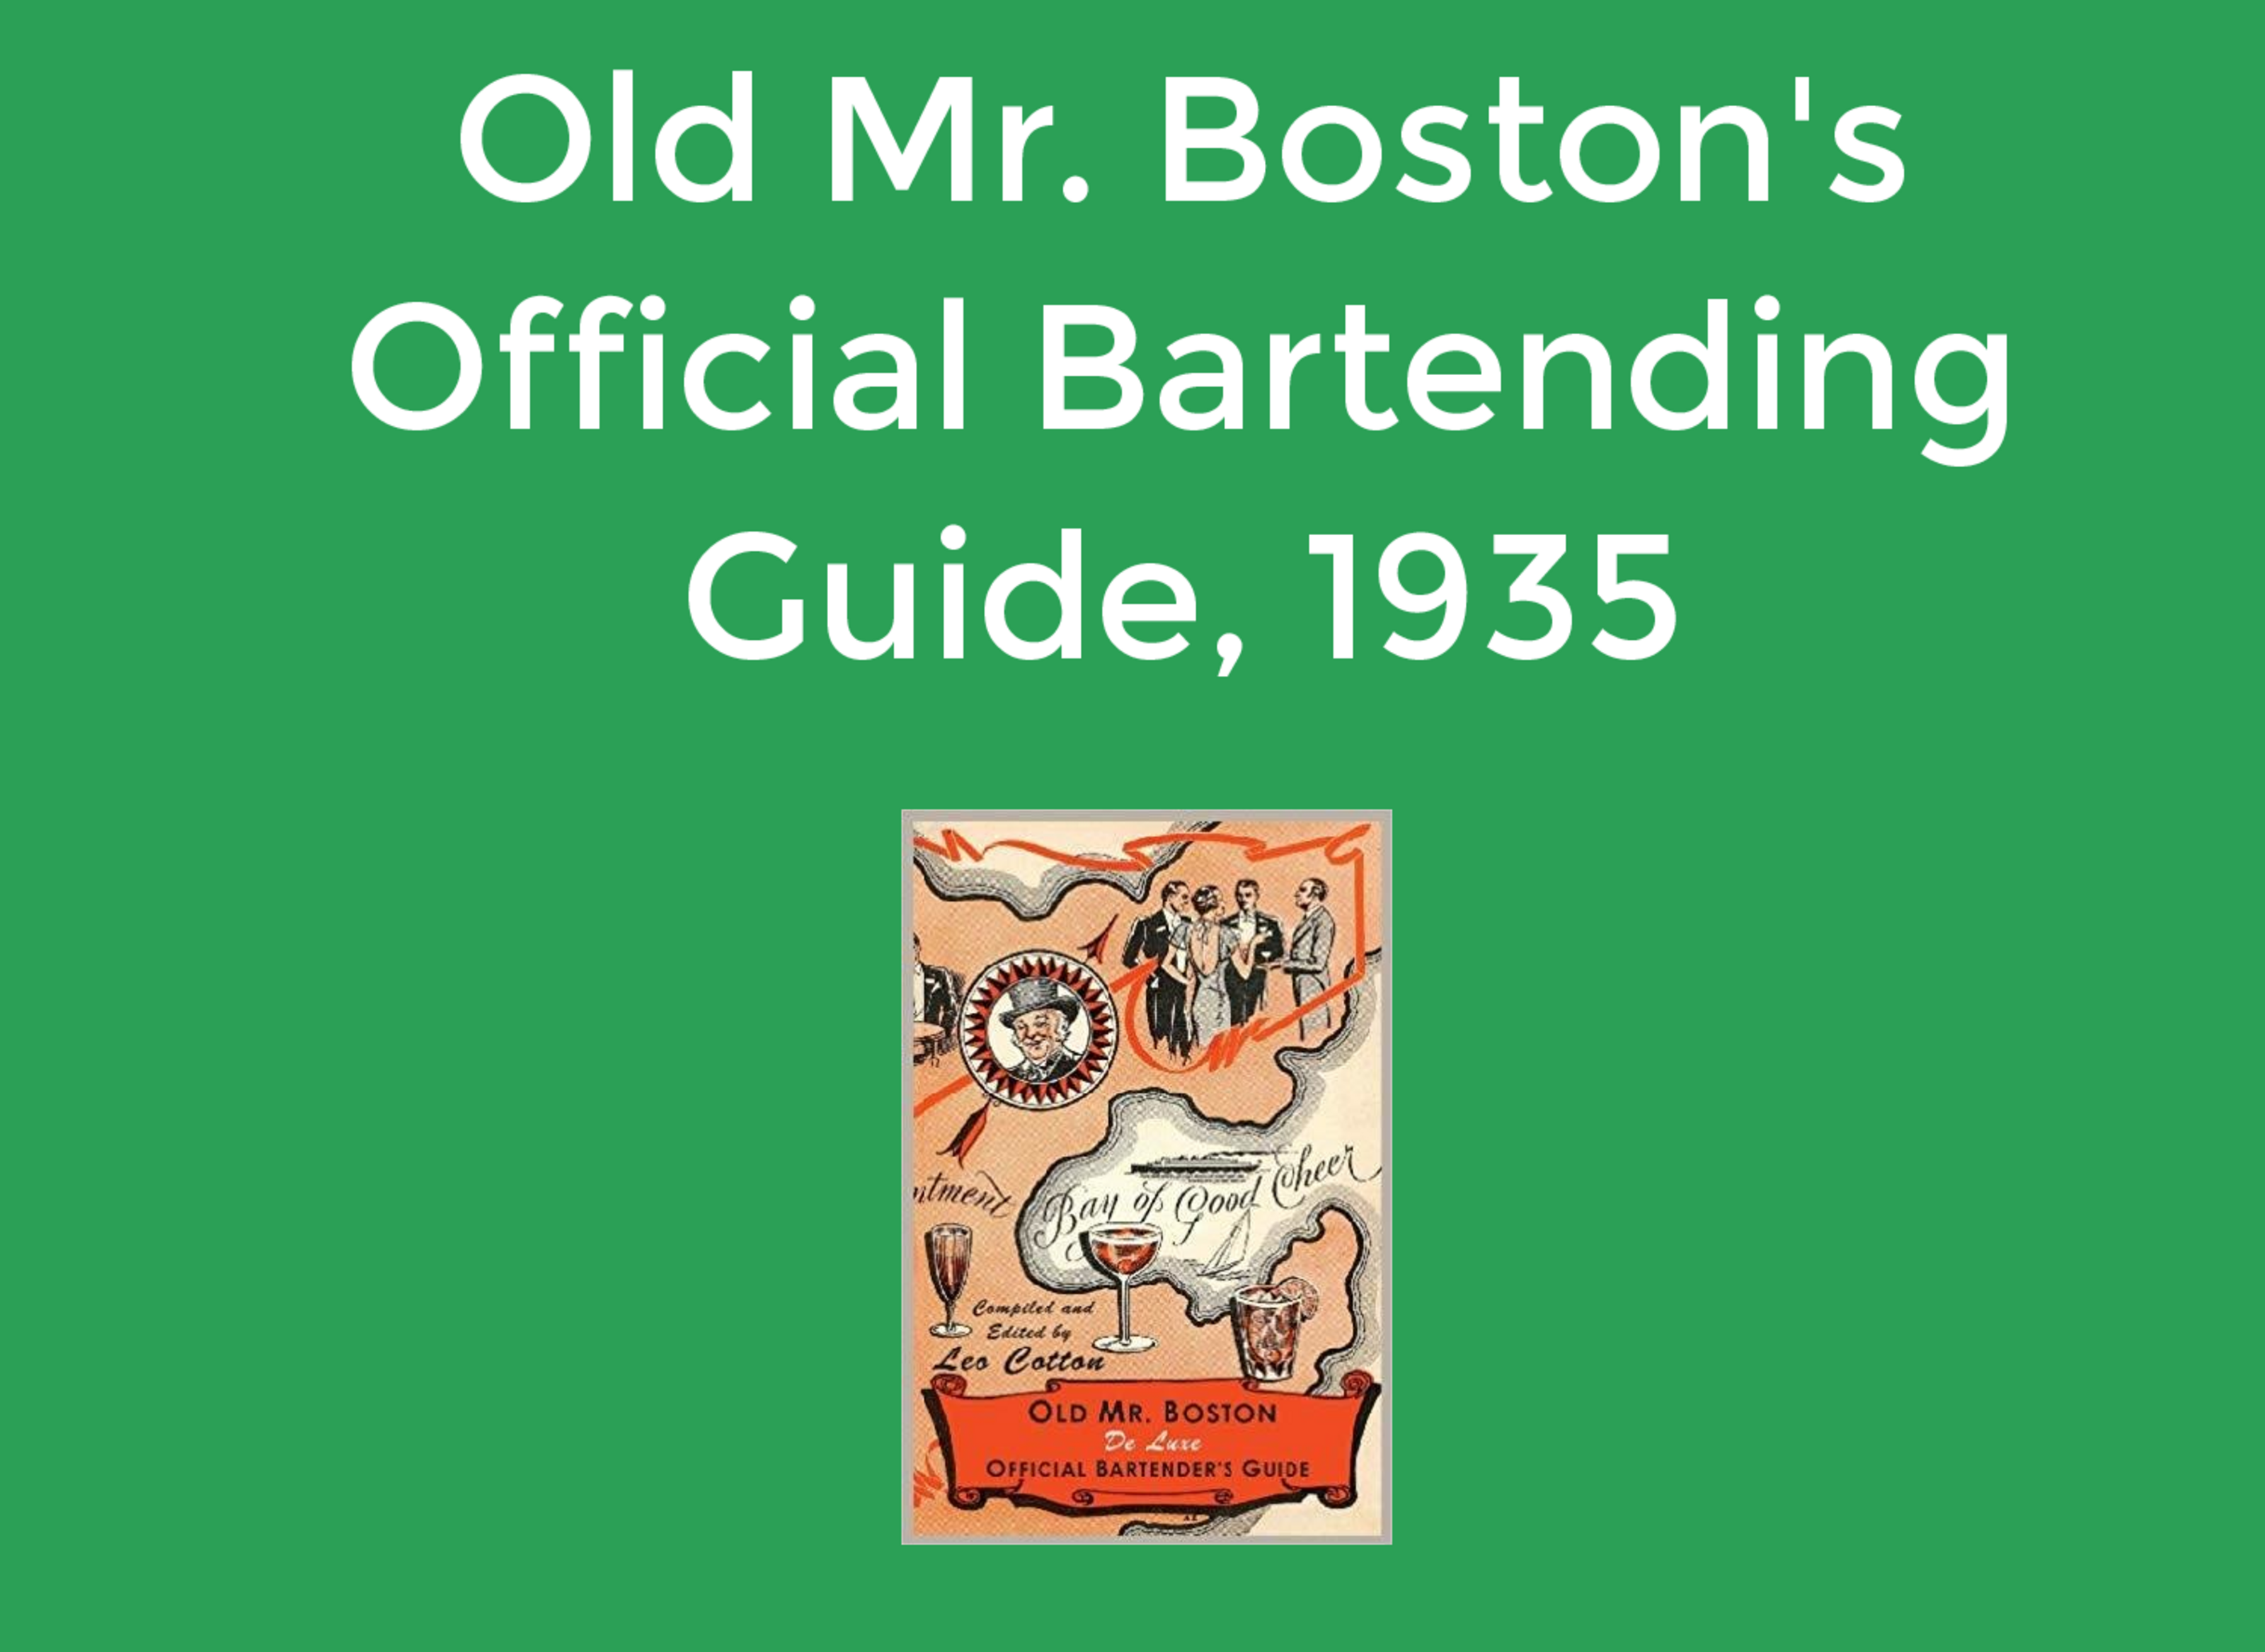 Old Mr. Boston's
Official Bartending
Guide, 1935
ntment
Bay of Good Cheer
Compiled and
Edited by
Leo Cotton
OLD MR. BOSTON
De Luxe
OFFICIAL BARTENDER'S GUIDE